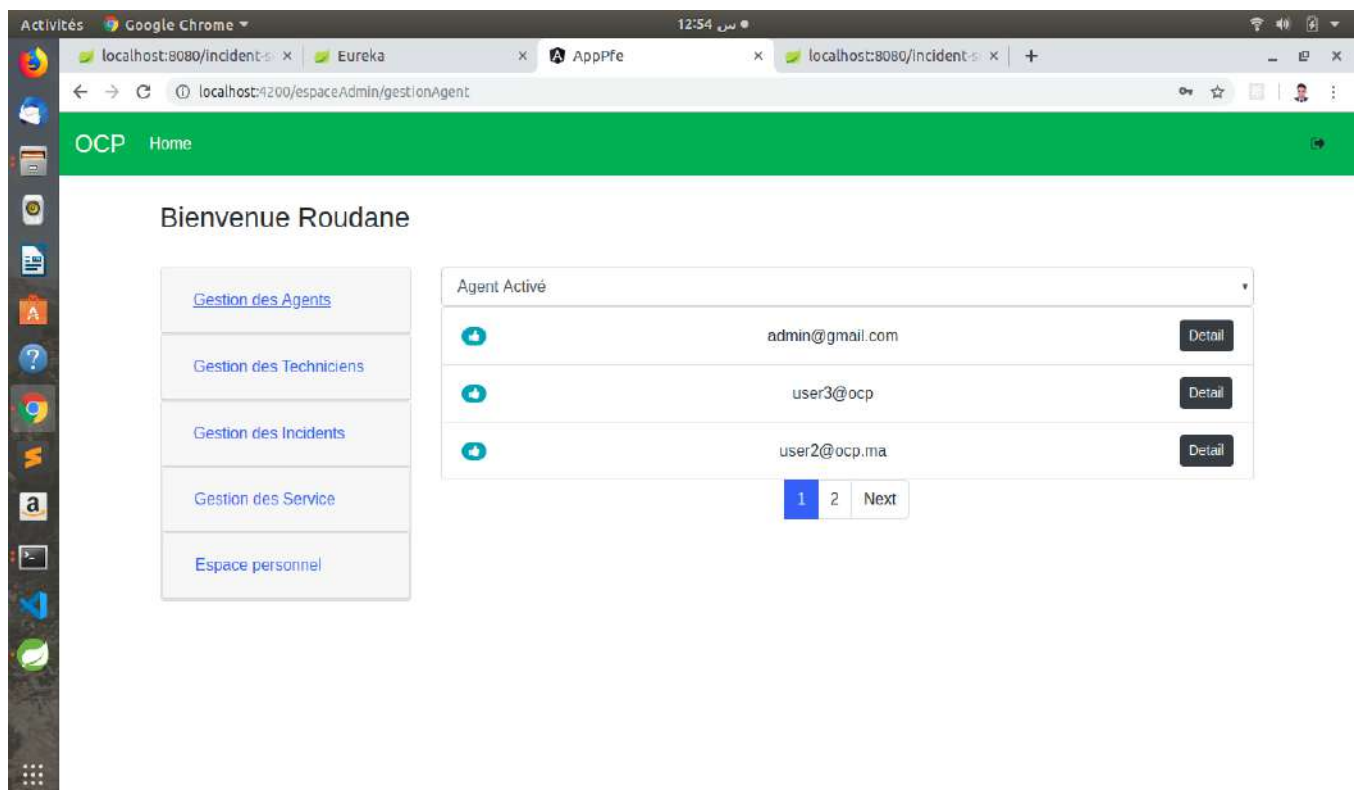 Activités Google Chrome 12:54 س
localhost:8080/incident-s Eureka AppPfe localhost:8080/incident-s
localhost:4200/espaceAdmin/gestionAgent
OCP Home
Bienvenue Roudane
Gestion des Agents
Gestion des Techniciens
Gestion des Incidents
Gestion des Service
Espace personnel
Agent Activé
admin@gmail.com Detail
user3@ocp Detail
user2@ocp.ma Detail
1 2 Next